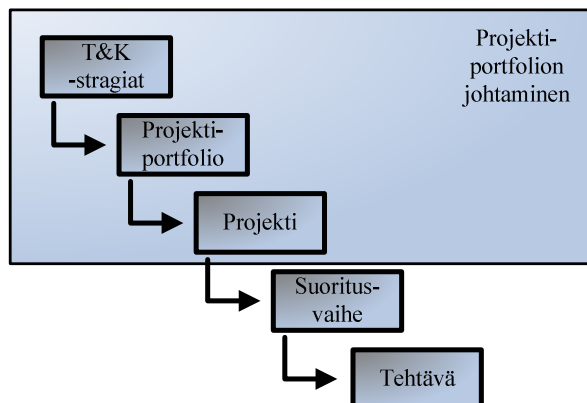 T&K
-stragiat
Projekti-
portfolion
johtaminen
Projekti-
portfolio
Projekti
Suoritus-
vaihe
Tehtävä